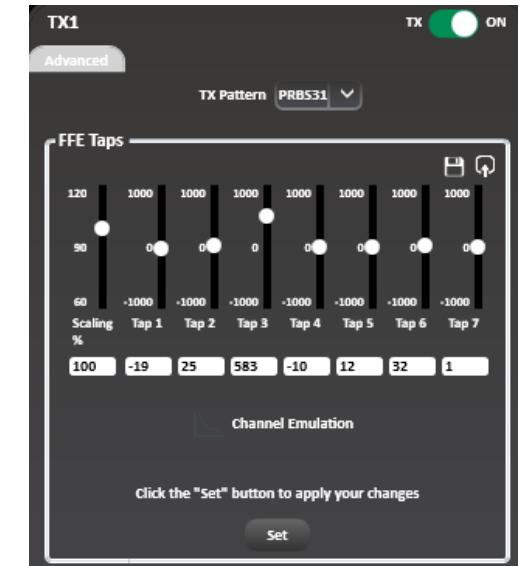 TX1 TX ON
Advanced
TX Pattern PRBS31
FFE Taps
120 1000 1000 1000 1000 1000 1000 1000
90 0 0 0 0 0 0 0
60 -1000 -1000 -1000 -1000 -1000 -1000 -1000
Scaling % Tap 1 Tap 2 Tap 3 Tap 4 Tap 5 Tap 6 Tap 7
100 -19 25 583 -10 12 32 1
Channel Emulation
Click the "Set" button to apply your changes
Set